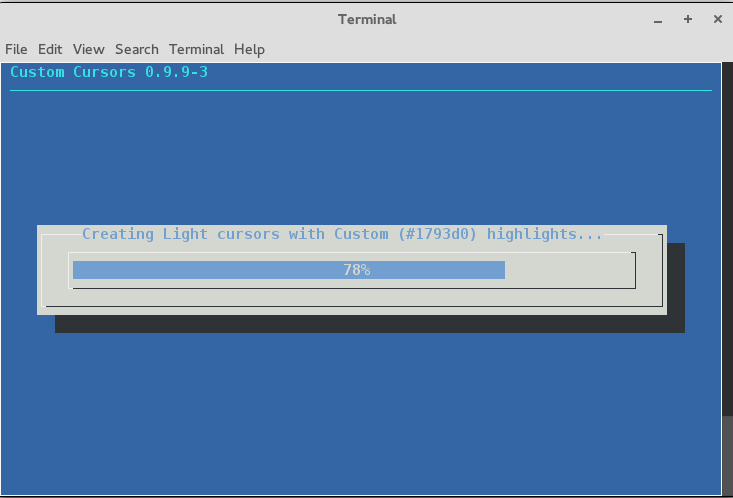 Terminal
File Edit View Search Terminal Help
Custom Cursors 0.9.9-3
Creating Light cursors with Custom (#1793d0) highlights...
78%